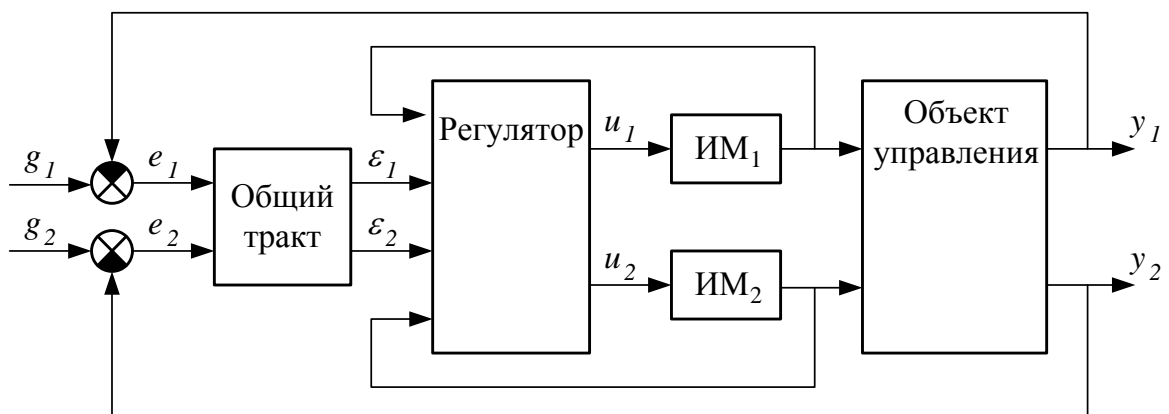 g1
e1
g2
e2
Общий
тракт
ε1
ε2
Регулятор
u1
u2
ИМ1
ИМ2
Объект
управления
y1
y2